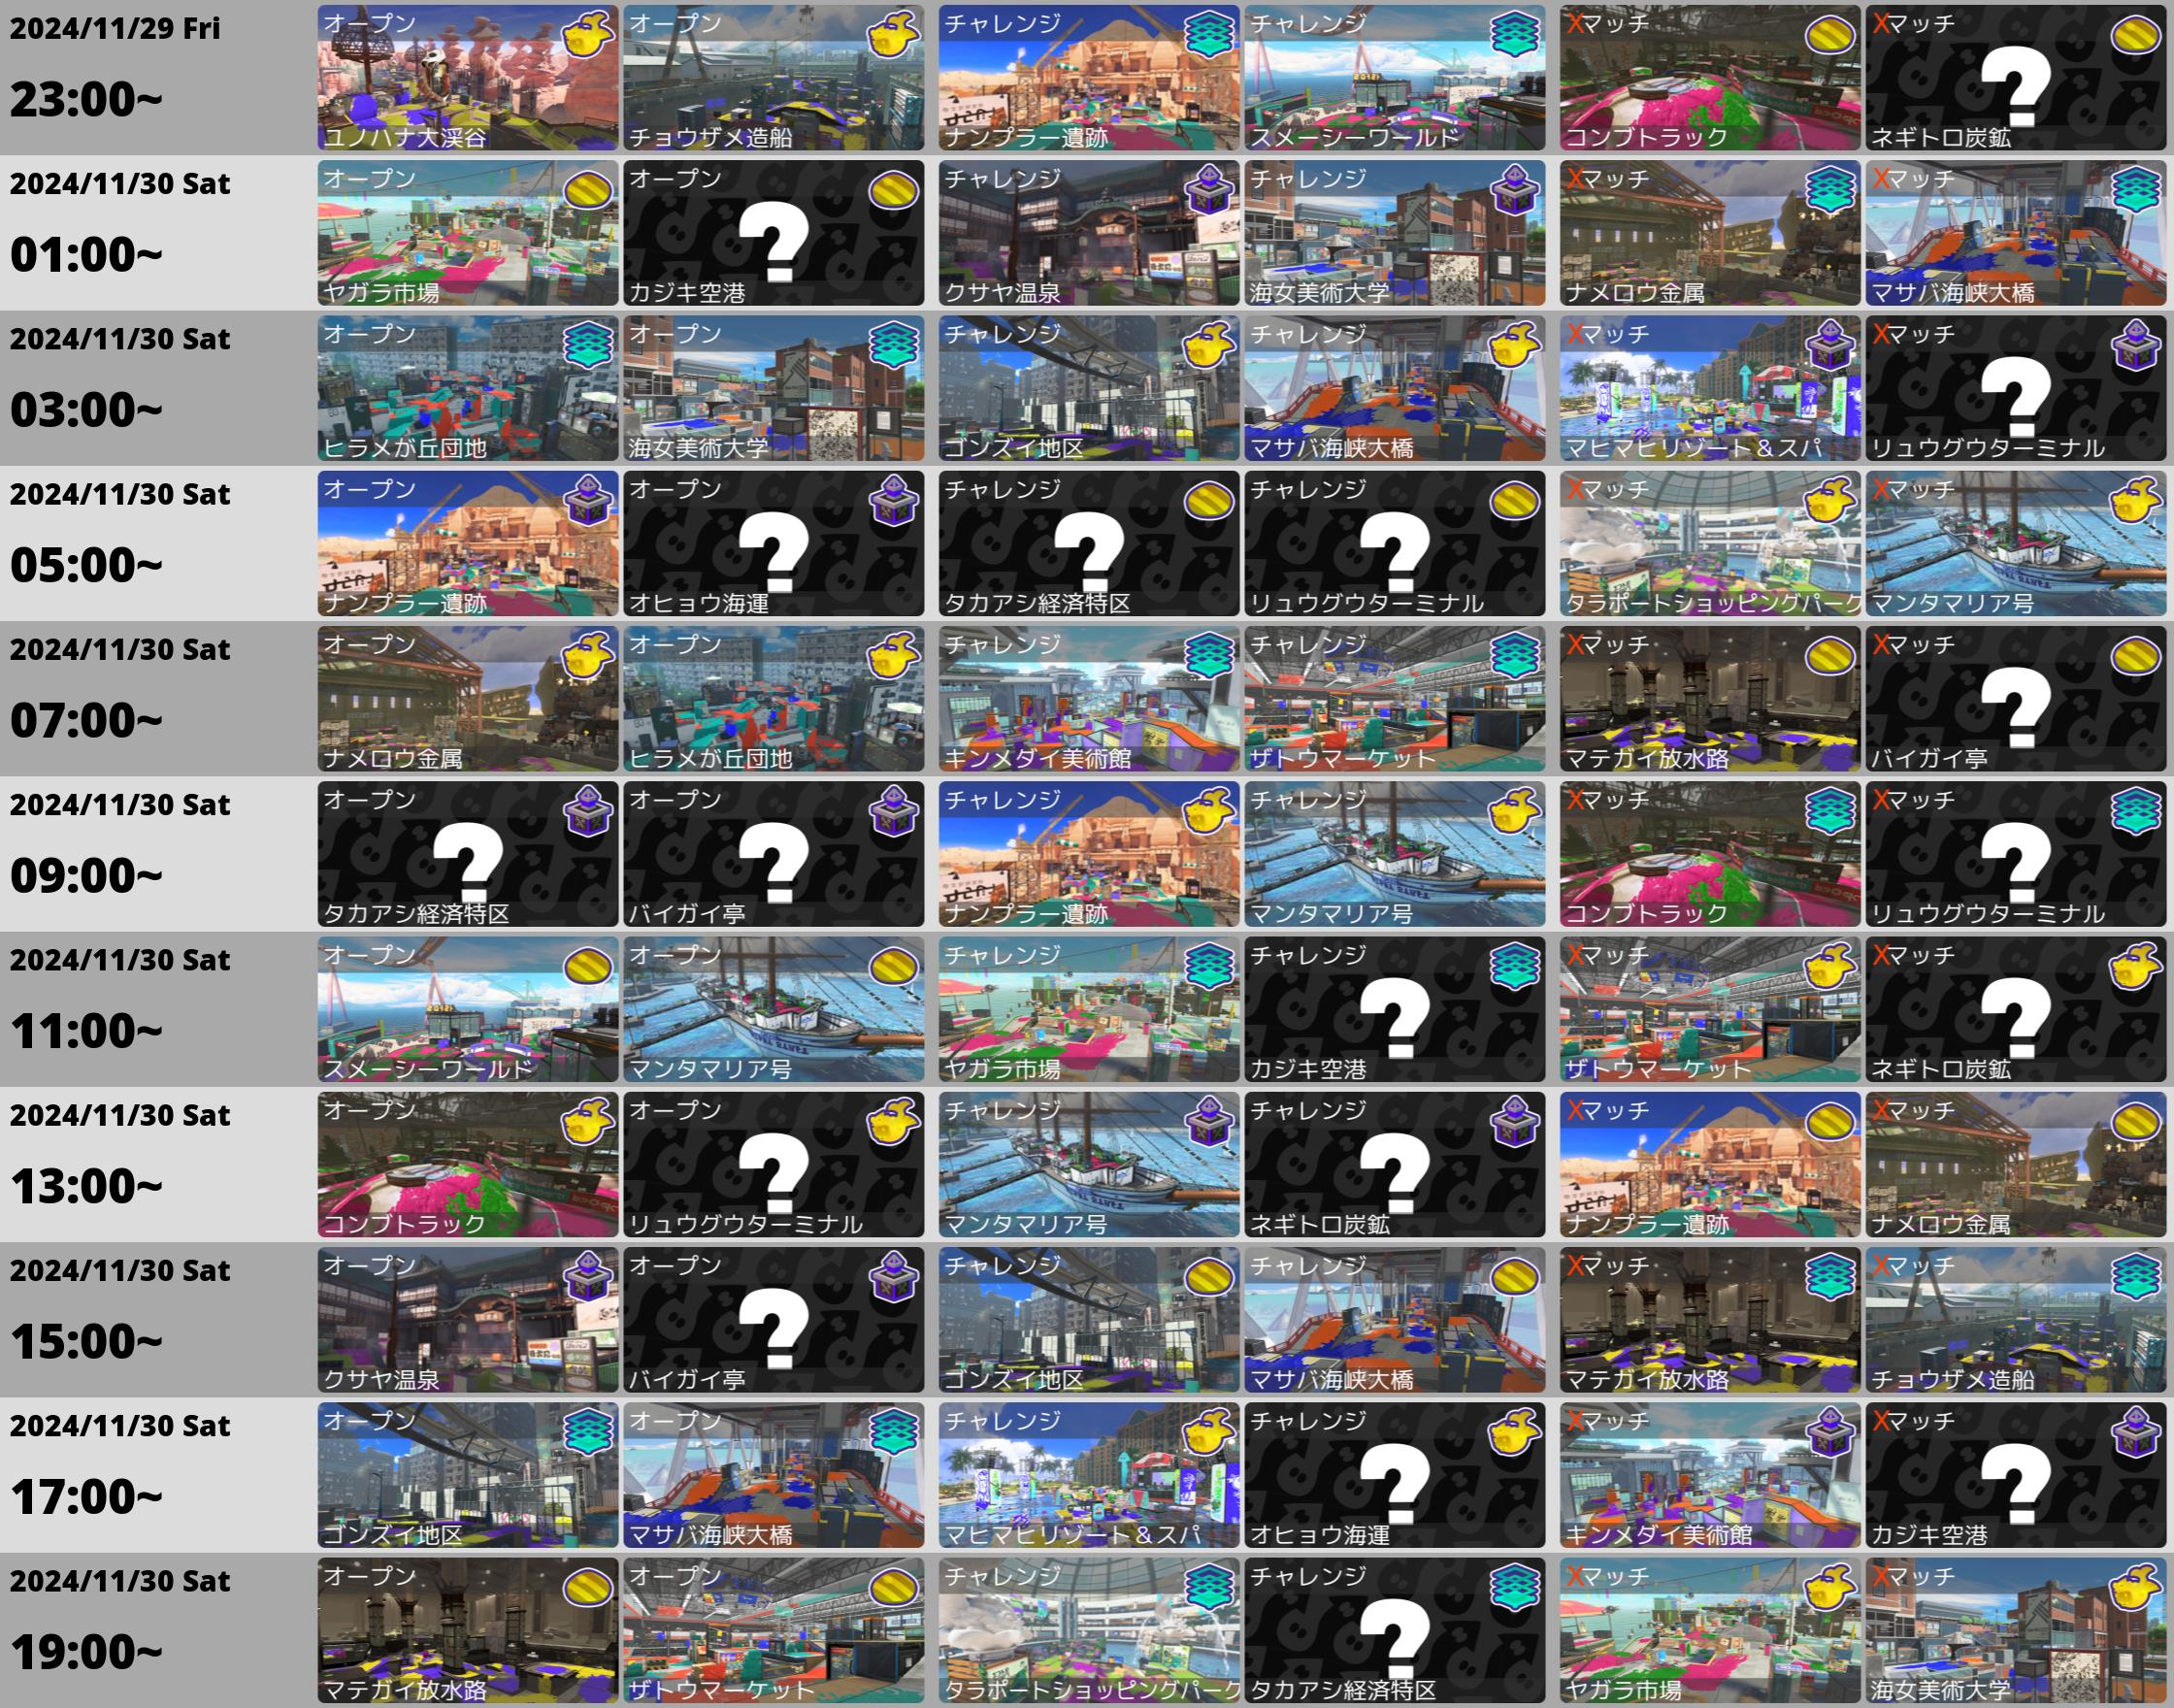 2024/11/29 Fri
23:00~
オープン
ユノハナ大渓谷
オープン
チョウザメ造船
チャレンジ
ナンプラー遺跡
チャレンジ
スメーシーワールド
Xマッチ
コンブトラック
Xマッチ
?
ネギトロ炭鉱
2024/11/30 Sat
01:00~
オープン
ヤガラ市場
オープン
?
カジキ空港
チャレンジ
クサヤ温泉
チャレンジ
海女美術大学
Xマッチ
ナメロウ金属
Xマッチ
マサバ海峡大橋
2024/11/30 Sat
03:00~
オープン
ヒラメが丘団地
オープン
海女美術大学
チャレンジ
ゴンズイ地区
チャレンジ
マサバ海峡大橋
Xマッチ
マヒマヒリゾート&スパ
Xマッチ
?
リュウグウターミナル
2024/11/30 Sat
05:00~
オープン
ナンプラー遺跡
オープン
?
オヒョウ海運
チャレンジ
?
タカアシ経済特区
チャレンジ
?
リュウグウターミナル
Xマッチ
タラポートショッピングパーク
Xマッチ
マンタマリア号
2024/11/30 Sat
07:00~
オープン
ナメロウ金属
オープン
ヒラメが丘団地
チャレンジ
キンメダイ美術館
チャレンジ
ザトウマーケット
Xマッチ
マテガイ放水路
Xマッチ
?
バイガイ亭
2024/11/30 Sat
09:00~
オープン
?
タカアシ経済特区
オープン
?
バイガイ亭
チャレンジ
ナンプラー遺跡
チャレンジ
マンタマリア号
Xマッチ
コンブトラック
Xマッチ
?
リュウグウターミナル
2024/11/30 Sat
11:00~
オープン
スメーシーワールド
オープン
マンタマリア号
チャレンジ
ヤガラ市場
チャレンジ
?
カジキ空港
Xマッチ
ザトウマーケット
Xマッチ
?
ネギトロ炭鉱
2024/11/30 Sat
13:00~
オープン
コンブトラック
オープン
?
リュウグウターミナル
チャレンジ
マンタマリア号
チャレンジ
?
ネギトロ炭鉱
Xマッチ
ナンプラー遺跡
Xマッチ
ナメロウ金属
2024/11/30 Sat
15:00~
オープン
クサヤ温泉
オープン
?
バイガイ亭
チャレンジ
ゴンズイ地区
チャレンジ
マサバ海峡大橋
Xマッチ
マテガイ放水路
Xマッチ
チョウザメ造船
2024/11/30 Sat
17:00~
オープン
ゴンズイ地区
オープン
マサバ海峡大橋
チャレンジ
マヒマヒリゾート&スパ
チャレンジ
?
オヒョウ海運
Xマッチ
キンメダイ美術館
Xマッチ
?
カジキ空港
2024/11/30 Sat
19:00~
オープン
マテガイ放水路
オープン
ザトウマーケット
チャレンジ
タラポートショッピングパーク
チャレンジ
?
タカアシ経済特区
Xマッチ
ヤガラ市場
Xマッチ
海女美術大学